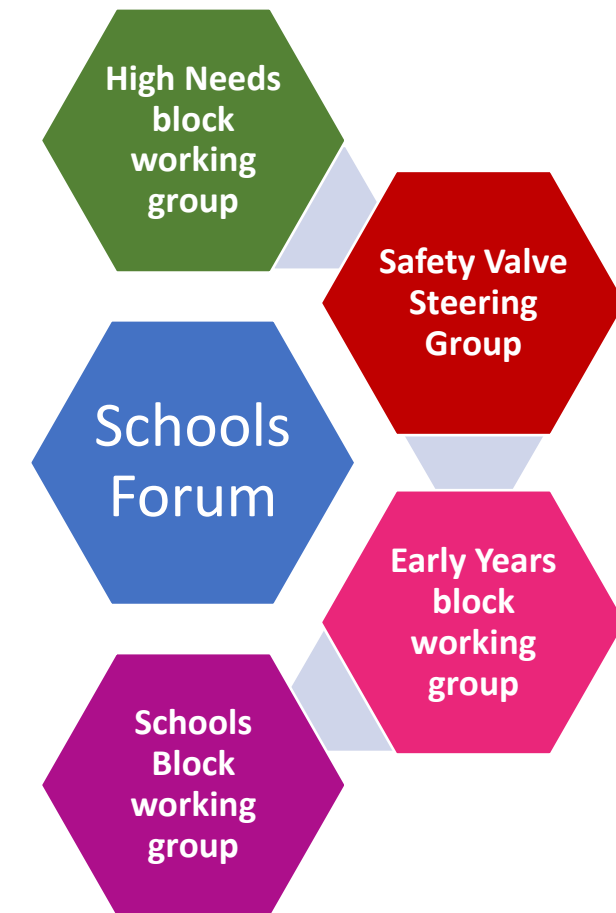 High Needs
block
working
group
Safety Valve
Steering
Group
Schools
Forum
Early Years
block
working
group
Schools
Block
working
group